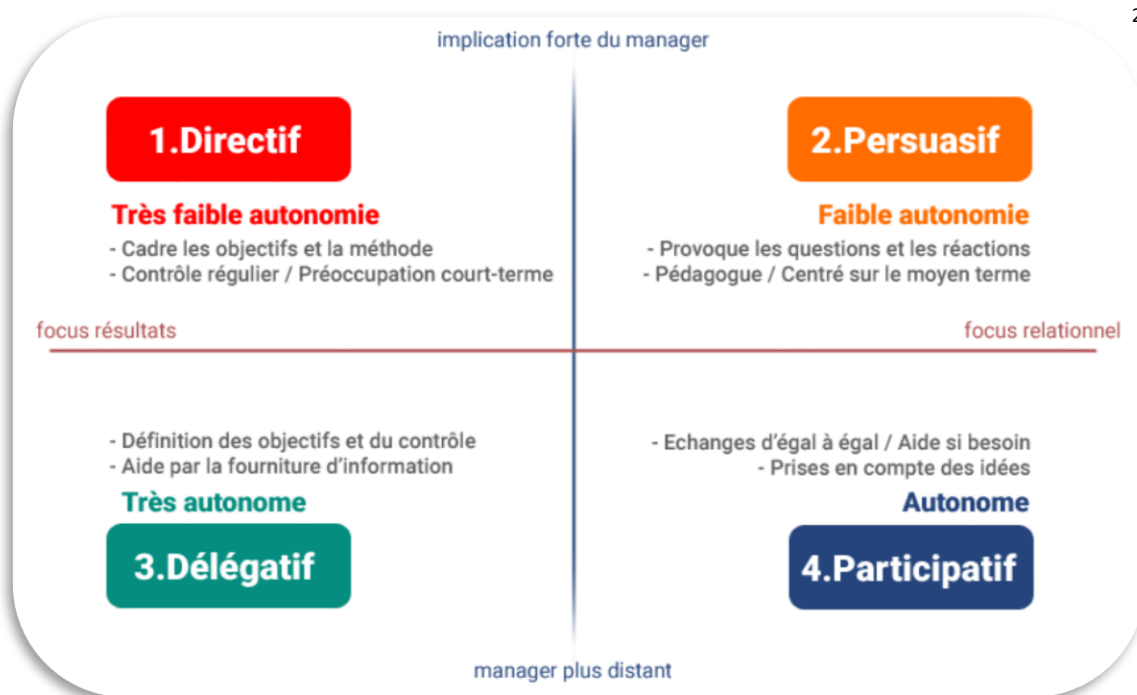 2
implication forte du manager
1.Directif
Très faible autonomie
- Cadre les objectifs et la méthode
- Contrôle régulier / Préoccupation court-terme
2.Persuasif
Faible autonomie
- Provoque les questions et les réactions
- Pédagogue / Centré sur le moyen terme
focus résultats
focus relationnel
- Définition des objectifs et du contrôle
- Aide par la fourniture d'information
Très autonome
3.Délégatif
- Echanges d'égal à égal / Aide si besoin
- Prises en compte des idées
Autonome
4.Participatif
manager plus distant